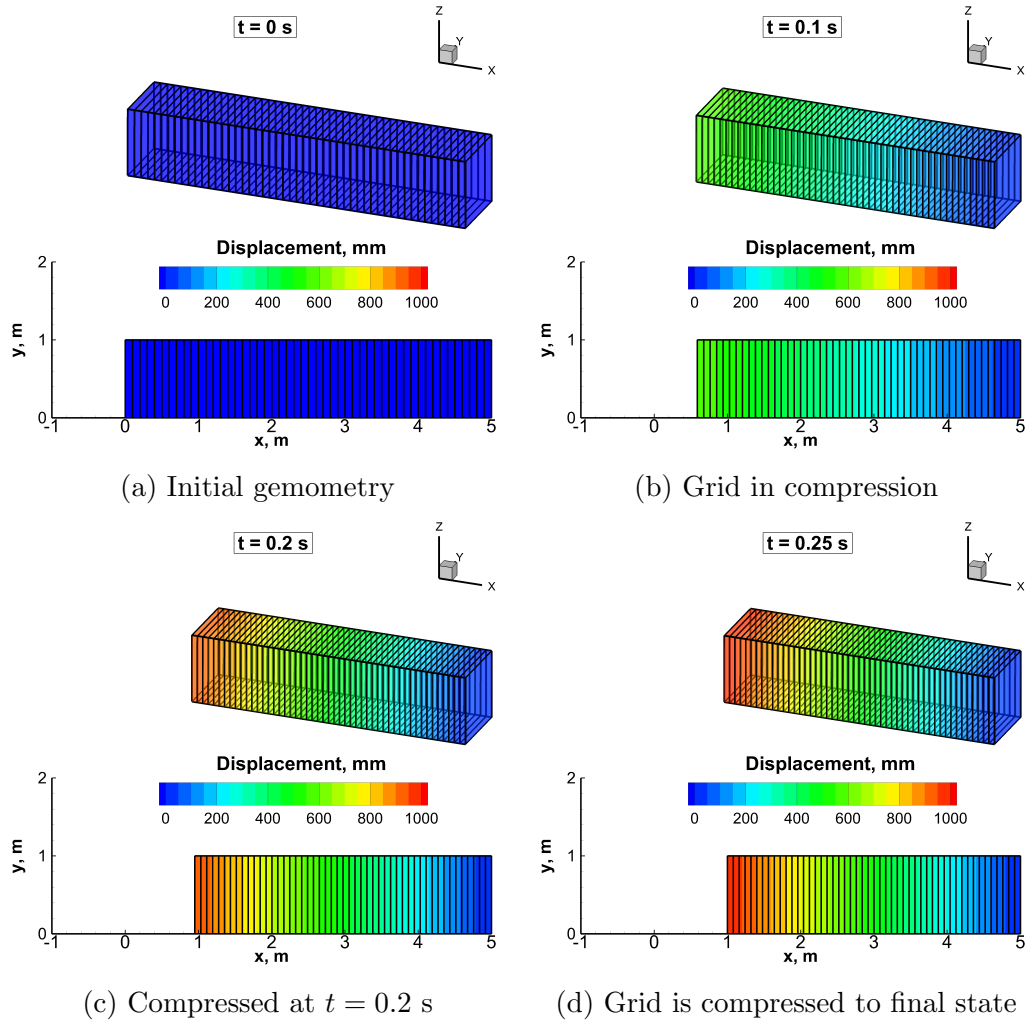 t = 0 s
Z
Y
X
Displacement, mm
0 200 400 600 800 1000
2
1
0
y, m
-1 0 1 2 3 4 5
x, m
(a) Initial gemometry
t = 0.1 s
Z
Y
X
Displacement, mm
0 200 400 600 800 1000
2
1
0
y, m
-1 0 1 2 3 4 5
x, m
(b) Grid in compression
t = 0.2 s
Z
Y
X
Displacement, mm
0 200 400 600 800 1000
2
1
0
y, m
-1 0 1 2 3 4 5
x, m
(c) Compressed at t = 0.2 s
t = 0.25 s
Z
Y
X
Displacement, mm
0 200 400 600 800 1000
2
1
0
y, m
-1 0 1 2 3 4 5
x, m
(d) Grid is compressed to final state